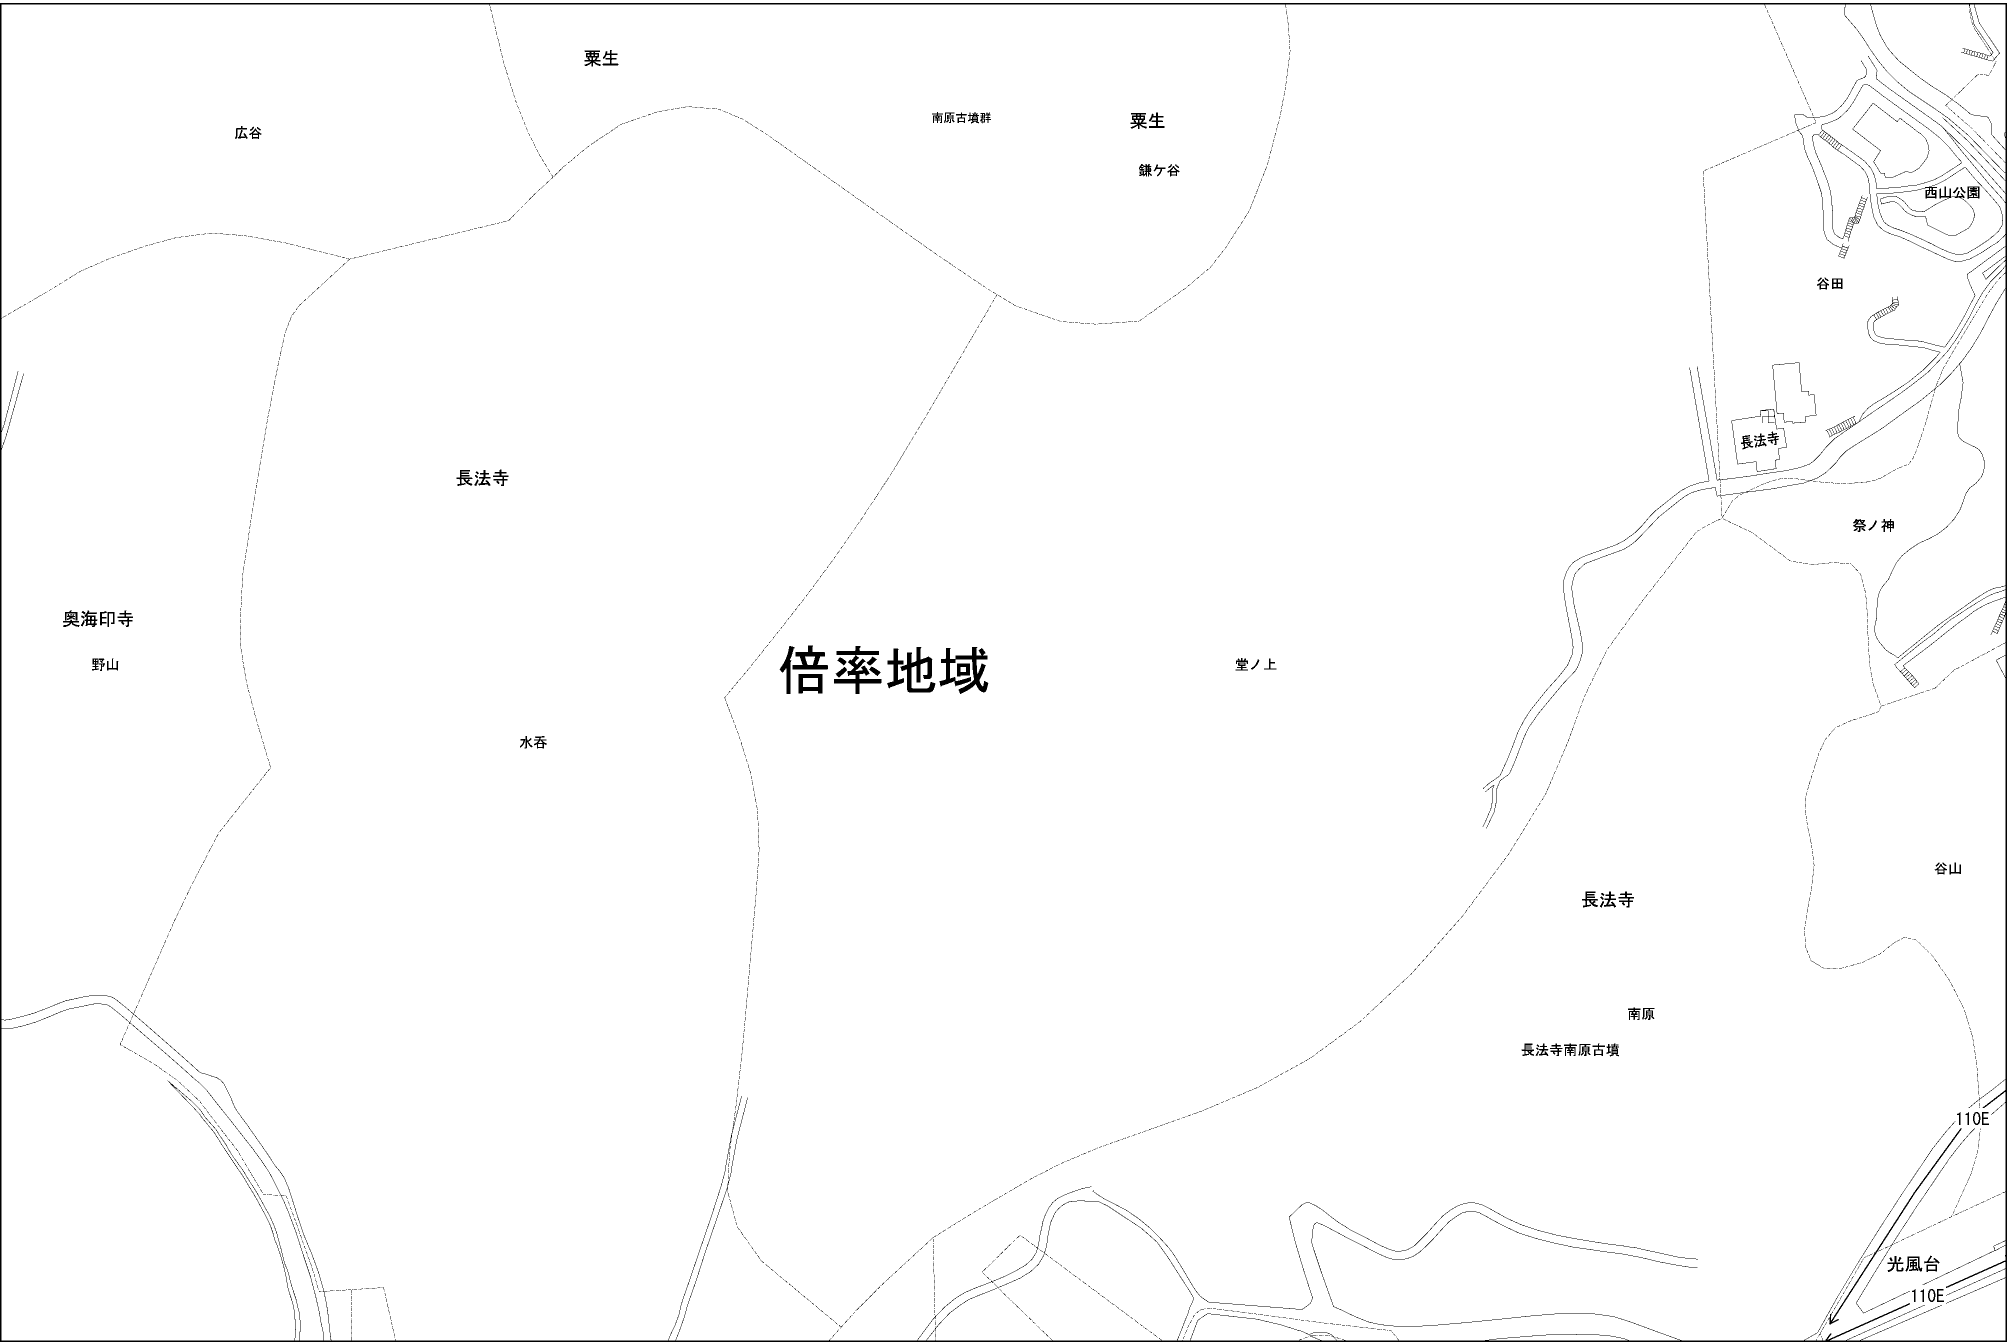 粟生
南原古墳群
粟生
広谷
鎌ケ谷
西山公園
谷田
長法寺
長法寺
祭ノ神
奥海印寺
野山
倍率地域
堂ノ上
水呑
谷山
長法寺
南原
長法寺南原古墳
110E
光風台
110E